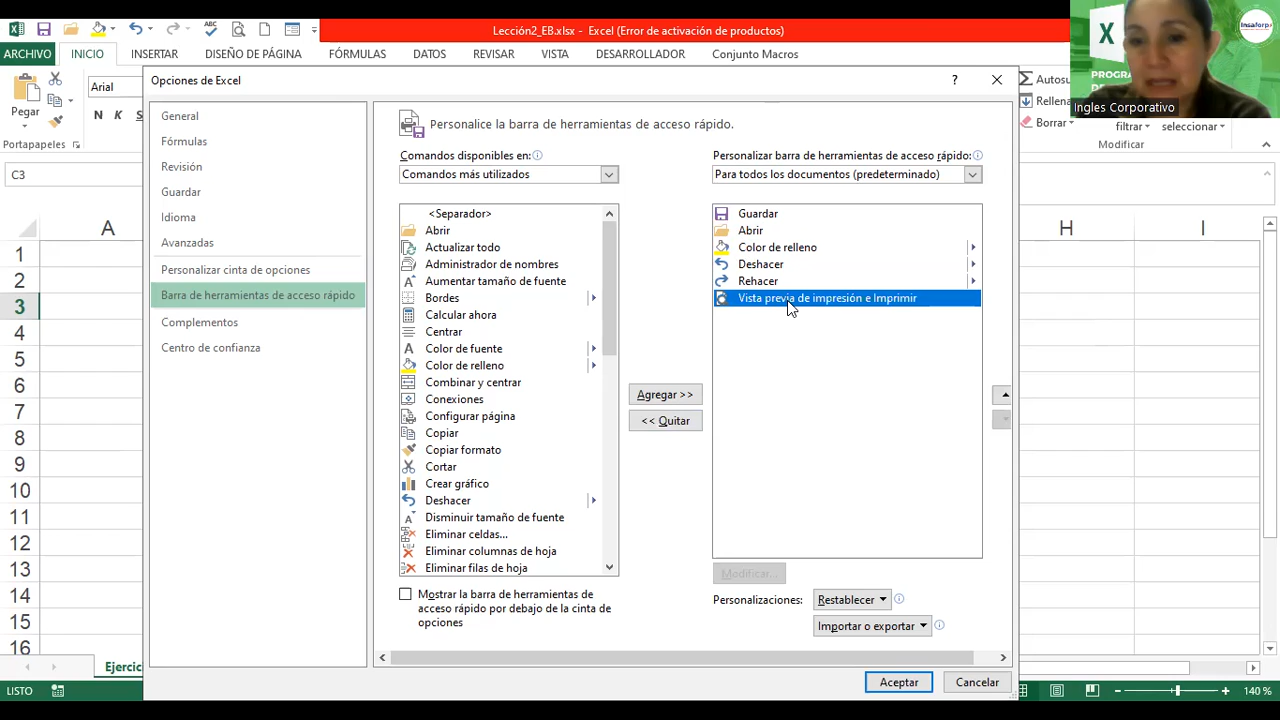 Lección2_EB.xlsx - Excel (Error de activación de productos)
ARCHIVO INICIO INSERTAR DISEÑO DE PÁGINA FÓRMULAS DATOS REVISAR VISTA DESARROLLADOR Conjunto Macros
Pegar
Portapapeles
Arial
N K S
Opciones de Excel
?
General
Fórmulas
Revisión
Guardar
Idioma
Avanzadas
Personalizar cinta de opciones
Barra de herramientas de acceso rápido
Complementos
Centro de confianza
Personalice la barra de herramientas de acceso rápido.
Comandos disponibles en:
Comandos más utilizados
<Separador>
Abrir
Actualizar todo
Administrador de nombres
Aumentar tamaño de fuente
Bordes
Calcular ahora
Centrar
Color de fuente
Color de relleno
Combinar y centrar
Conexiones
Configurar página
Copiar
Copiar formato
Cortar
Crear gráfico
Deshacer
Disminuir tamaño de fuente
Eliminar celdas...
Eliminar columnas de hoja
Eliminar filas de hoja
Mostrar la barra de herramientas de
acceso rápido por debajo de la cinta de
opciones
Agregar >>
<< Quitar
Personalizar barra de herramientas de acceso rápido:
Para todos los documentos (predeterminado)
Guardar
Abrir
Color de relleno
Deshacer
Rehacer
Vista previa de impresión e Imprimir
Modificar...
Personalizaciones: Restablecer
Importar o exportar
Aceptar Cancelar
Autosu
Rellena
Borrar
filtrar seleccionar
Modificar
X
Insaforp
PROGRA
DE
Ingles Corporativo
C3
A H I
1
2
3
4
5
6
7
8
9
10
11
12
13
14
15
16
Ejercic
LISTO
140 %